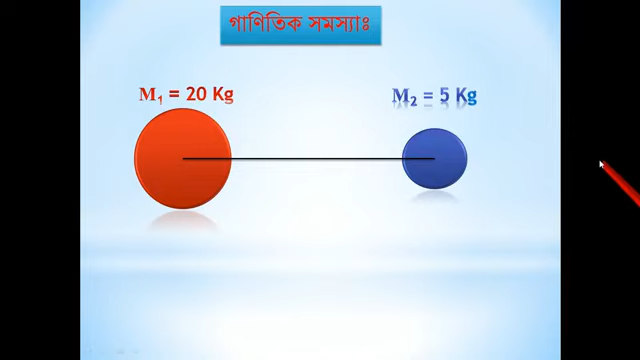 গাণিতিক সমস্যাঃ
M₁ = 20 Kg
M₂ = 5 Kg